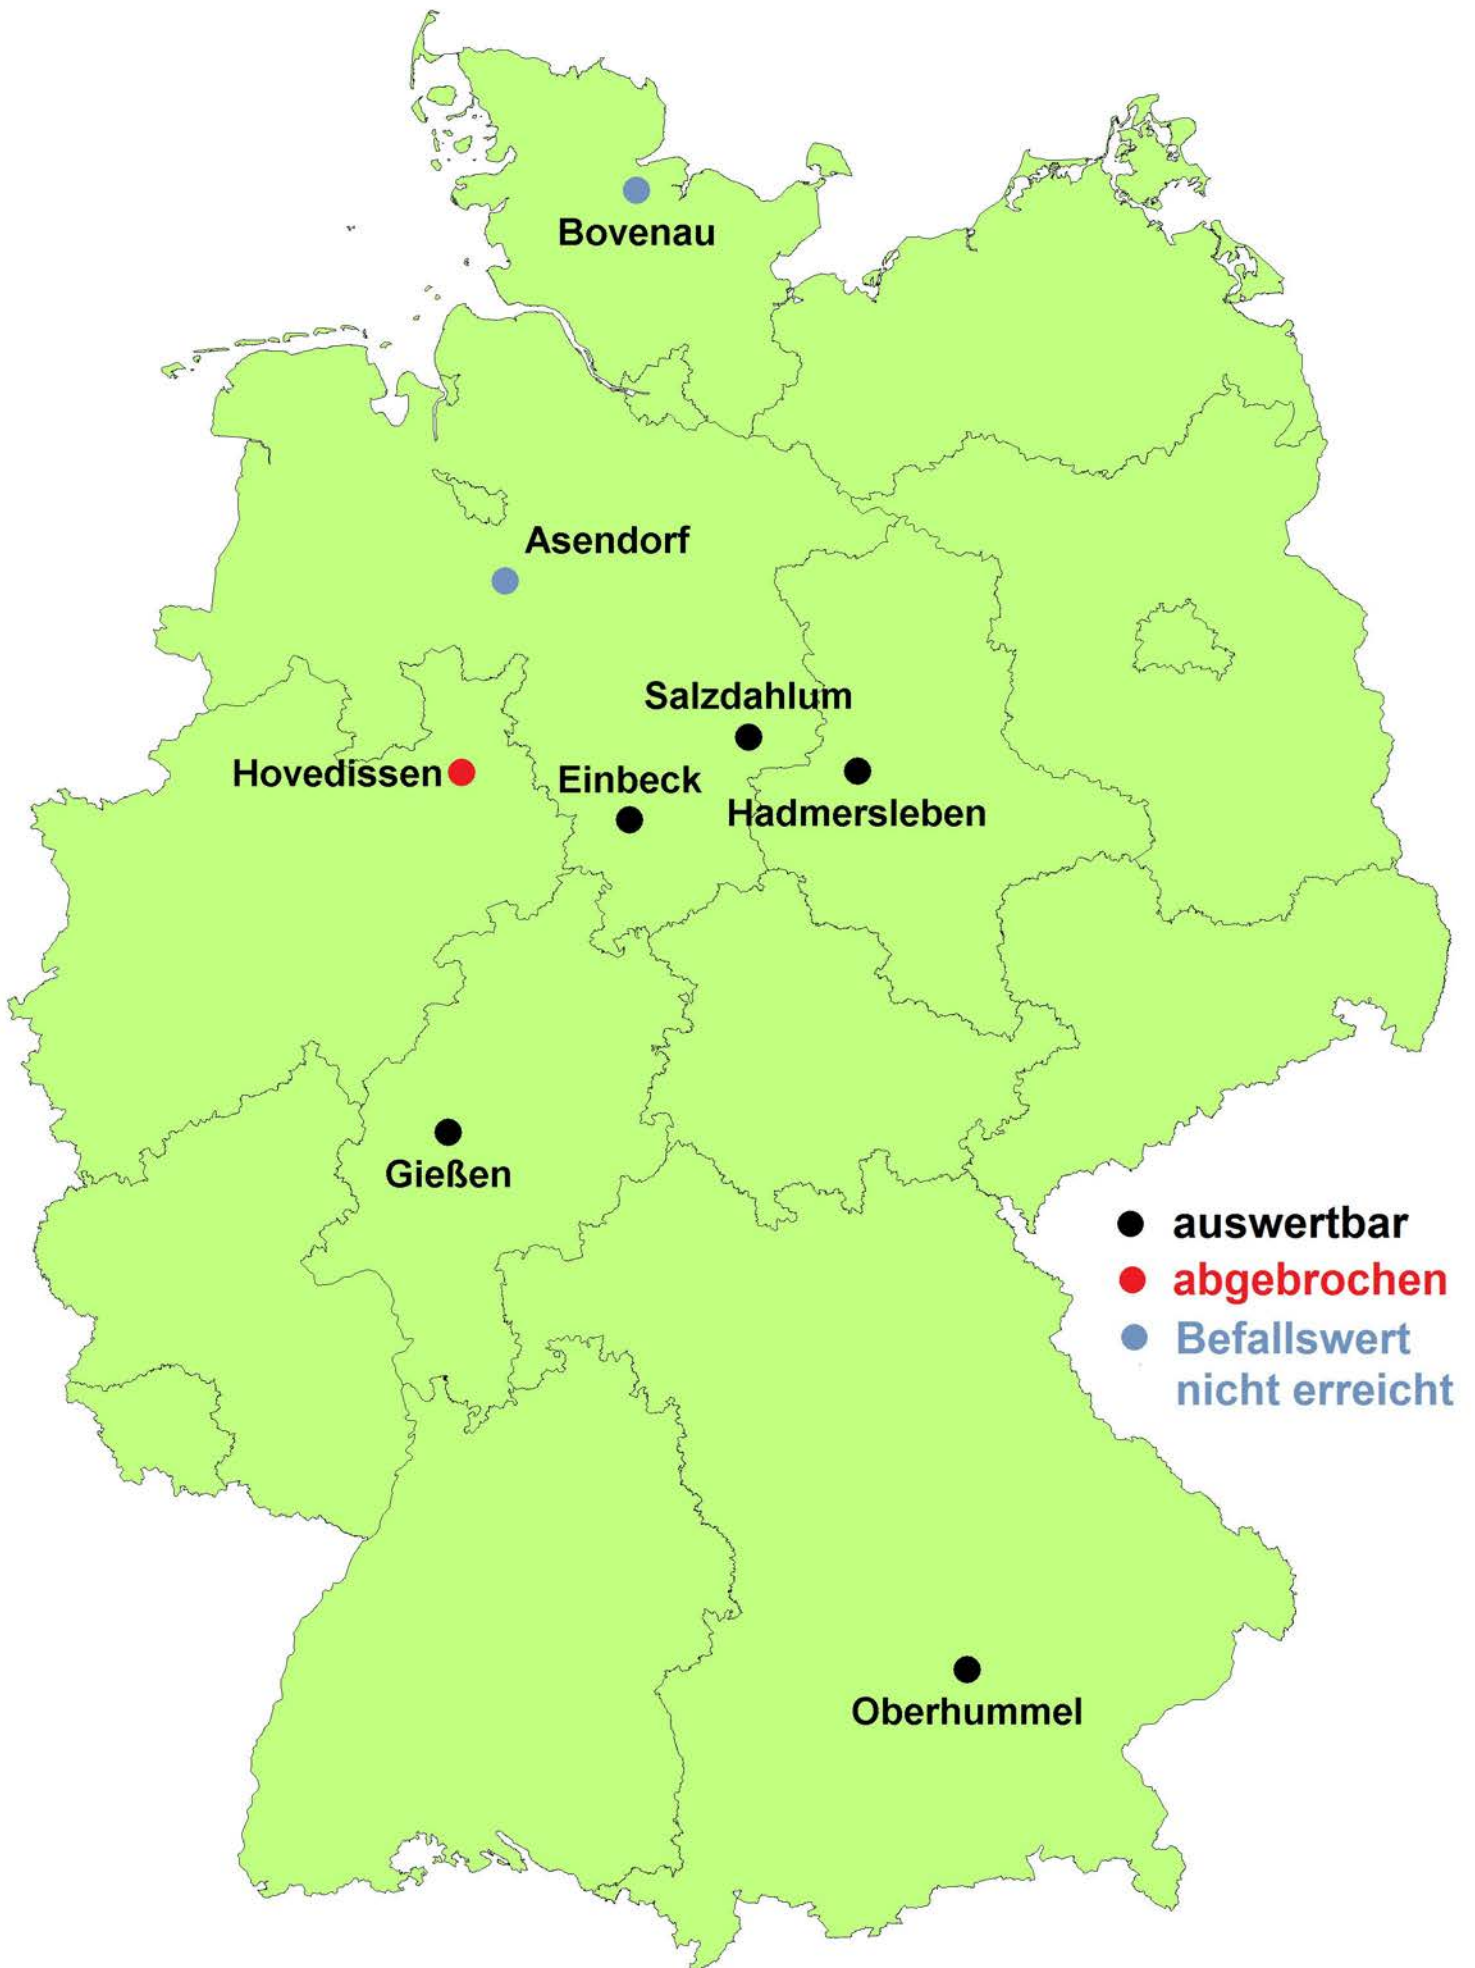 Bovenau
Asendorf
Salzdahlum
Hovedissen
Einbeck
Hadmersleben
Gießen
auswertbar
abgebrochen
Befallswert
nicht erreicht
Oberhummel